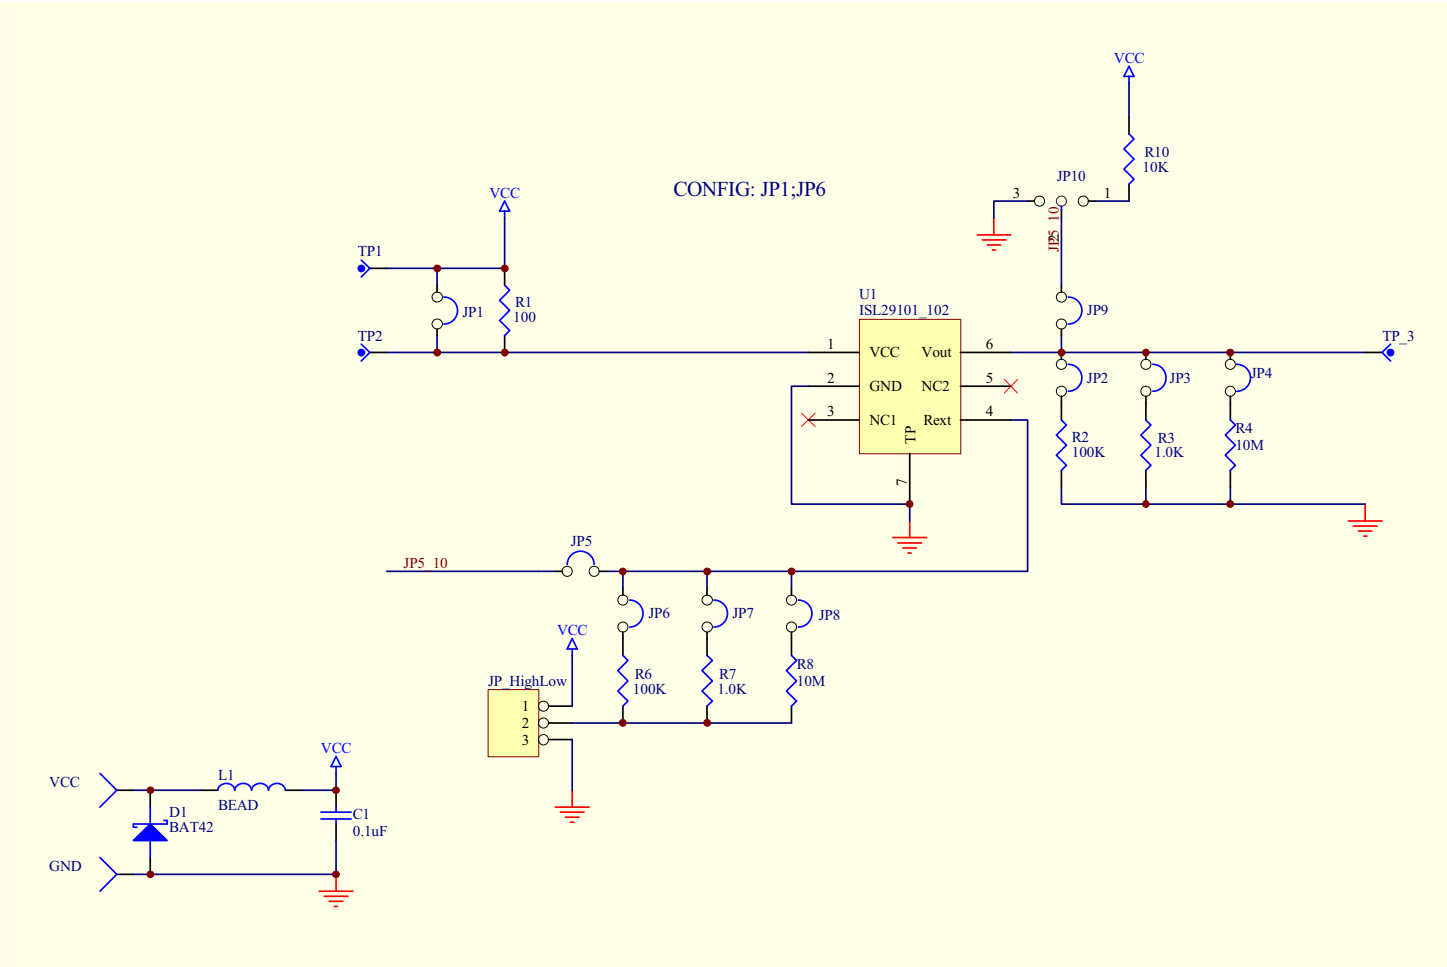 VCC
R10
10K
JP10
3
1
JP5_10
CONFIG: JP1;JP6
VCC
TP1
JP1
R1
100
TP2
U1
ISL29101_102
JP9
TP_3
1
VCC
Vout
6
2
GND
NC2
5
3
NC1
Rext
4
TP
7
JP2
JP3
JP4
R2
100K
R3
1.0K
R4
10M
JP5
JP5_10
JP6
JP7
JP8
VCC
R6
100K
R7
1.0K
R8
10M
JP_HighLow
1
2
3
VCC
VCC
L1
BEAD
D1
BAT42
C1
0.1uF
GND